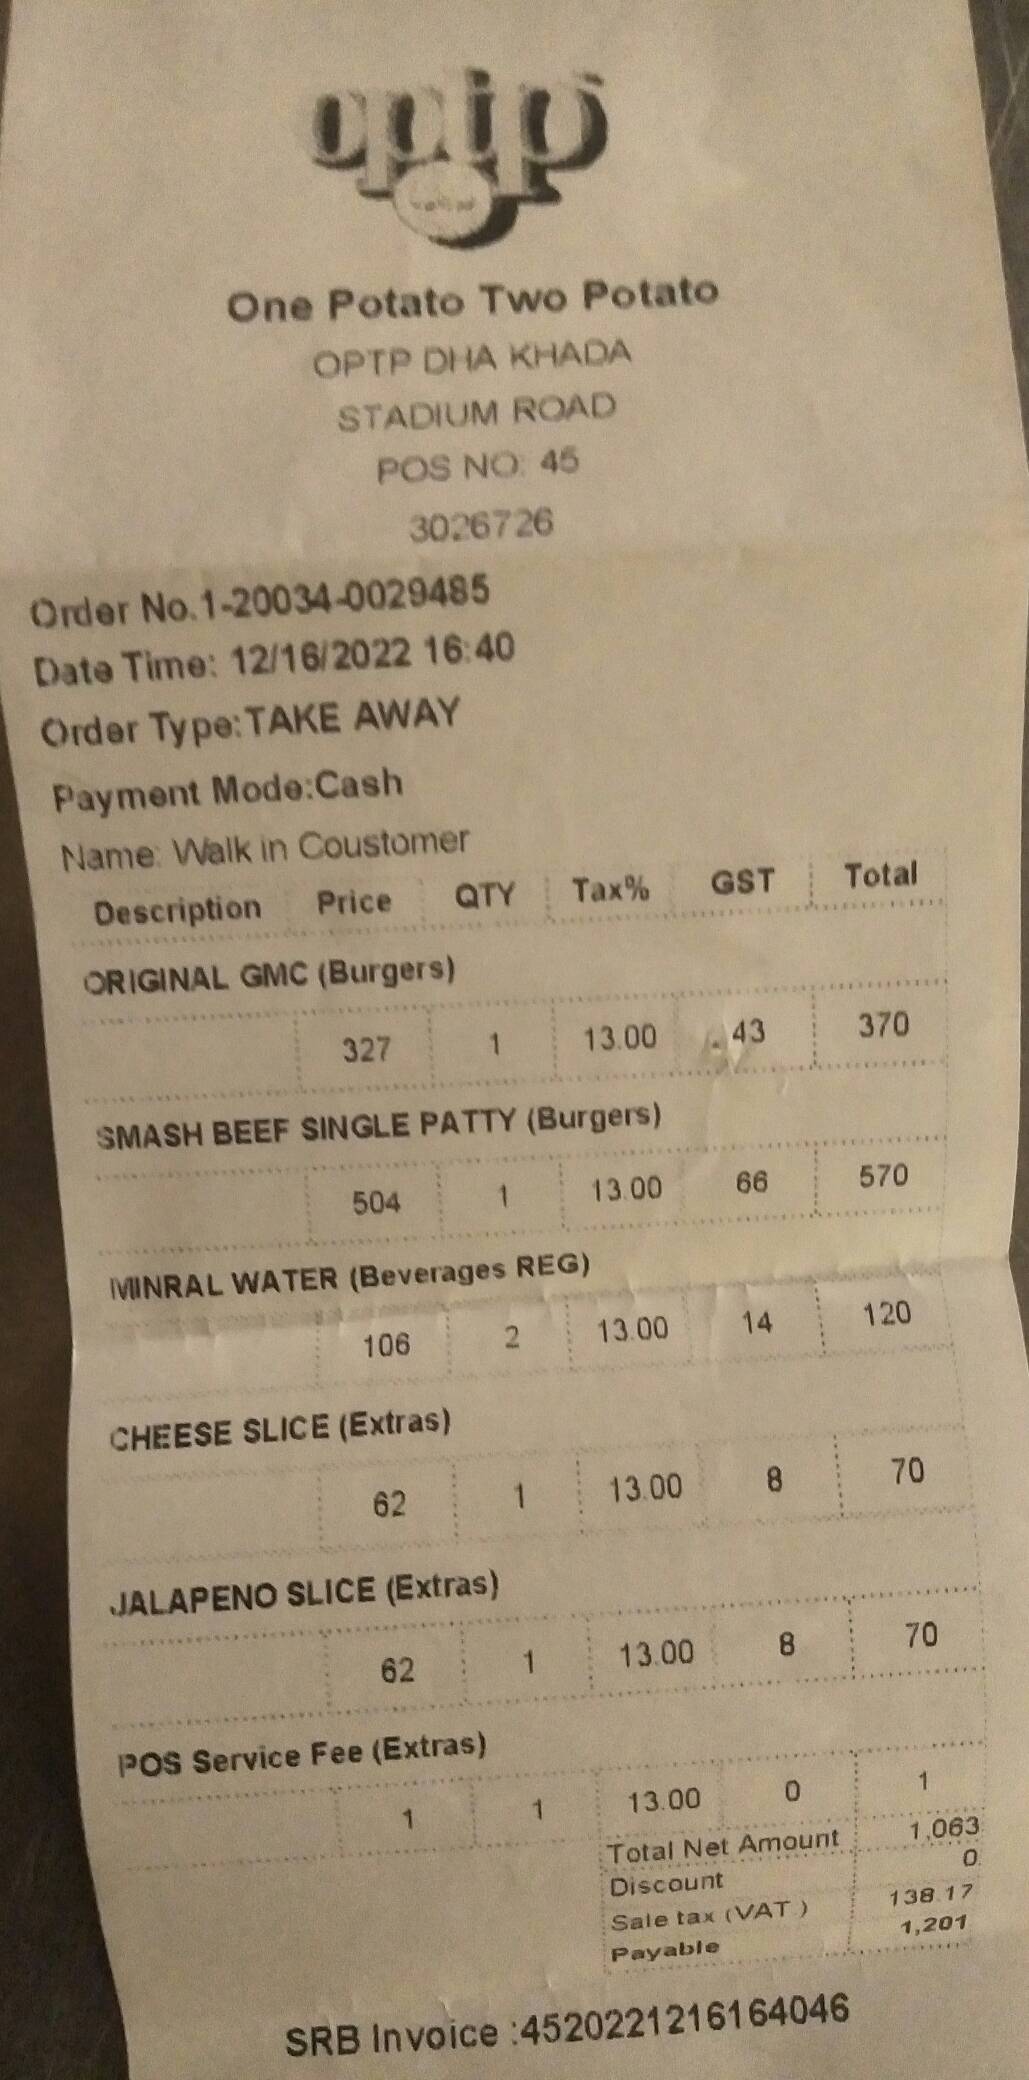 optp
One Potato Two Potato
OPTP DHA KHADA
STADIUM ROAD
POS NO: 45
3026726
Order No.1-20034-0029485
Date Time: 12/16/2022 16:40
Order Type:TAKE AWAY
Payment Mode:Cash
Name: Walk in Coustomer
Description Price QTY Tax% GST Total
ORIGINAL GMC (Burgers)
327 1 13.00 43 370
SMASH BEEF SINGLE PATTY (Burgers)
504 1 13.00 66 570
MINRAL WATER (Beverages REG)
106 2 13.00 14 120
CHEESE SLICE (Extras)
62 1 13.00 8 70
JALAPENO SLICE (Extras)
62 1 13.00 8 70
POS Service Fee (Extras)
1 1 13.00 0 1
Total Net Amount 1,063
Discount 0
Sale tax (VAT ) 138.17
Payable 1,201
SRB Invoice :4520221216164046